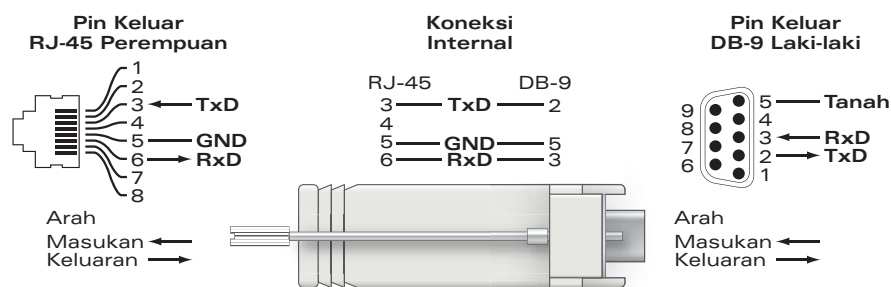 Pin Keluar
RJ-45 Perempuan
1
2
3 TxD
4
5 GND
6 RxD
7
8
Arah
Masukan
Keluaran
Koneksi
Internal
RJ-45 DB-9
3 TxD 2
4
5 GND 5
6 RxD 3
Pin Keluar
DB-9 Laki-laki
9
8
7
6
5 Tanah
4
3 RxD
2 TxD
1
Arah
Masukan
Keluaran